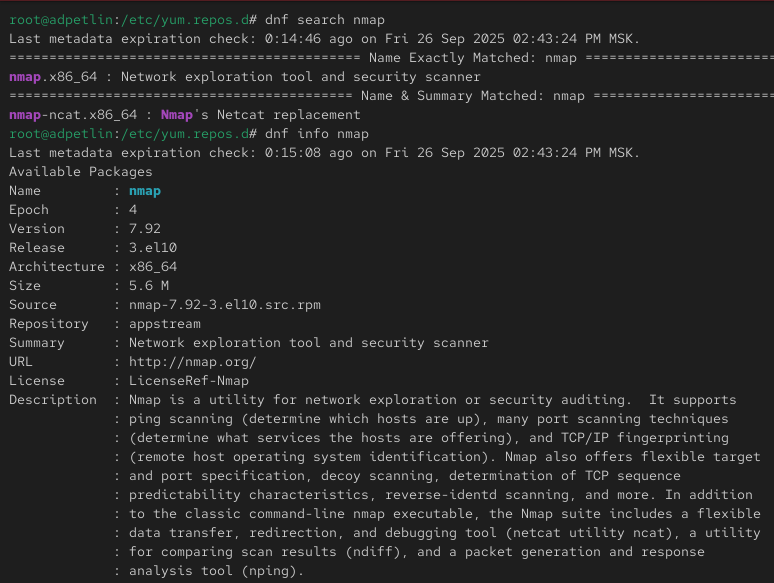 root@adpetlin:/etc/yum.repos.d# dnf search nmap
Last metadata expiration check: 0:14:46 ago on Fri 26 Sep 2025 02:43:24 PM MSK.
============================================ Name Exactly Matched: nmap ========================
nmap.x86_64 : Network exploration tool and security scanner
=========================================== Name & Summary Matched: nmap =======================
nmap-ncat.x86_64 : Nmap's Netcat replacement
root@adpetlin:/etc/yum.repos.d# dnf info nmap
Last metadata expiration check: 0:15:08 ago on Fri 26 Sep 2025 02:43:24 PM MSK.
Available Packages
Name         : nmap
Epoch        : 4
Version      : 7.92
Release      : 3.el10
Architecture : x86_64
Size         : 5.6 M
Source       : nmap-7.92-3.el10.src.rpm
Repository   : appstream
Summary      : Network exploration tool and security scanner
URL          : http://nmap.org/
License      : LicenseRef-Nmap
Description  : Nmap is a utility for network exploration or security auditing.  It supports
             : ping scanning (determine which hosts are up), many port scanning techniques
             : (determine what services the hosts are offering), and TCP/IP fingerprinting
             : (remote host operating system identification). Nmap also offers flexible target
             : and port specification, decoy scanning, determination of TCP sequence
             : predictability characteristics, reverse-identd scanning, and more. In addition
             : to the classic command-line nmap executable, the Nmap suite includes a flexible
             : data transfer, redirection, and debugging tool (netcat utility ncat), a utility
             : for comparing scan results (ndiff), and a packet generation and response
             : analysis tool (nping).